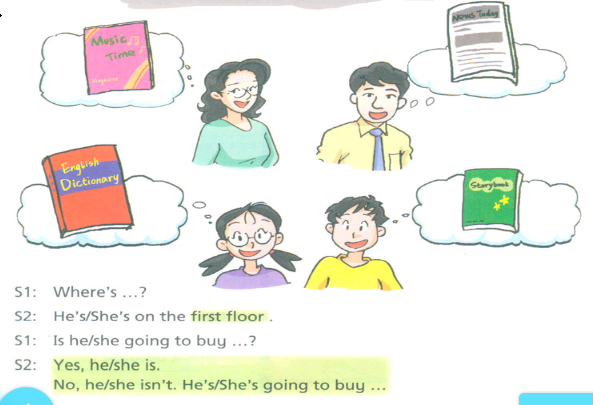 Music
Time
Magazine
News Today
English
Dictionary
Storybook
S1: Where's ...?
S2: He's/She's on the first floor .
S1: Is he/she going to buy ...?
S2: Yes, he/she is.
No, he/she isn't. He's/She's going to buy ...